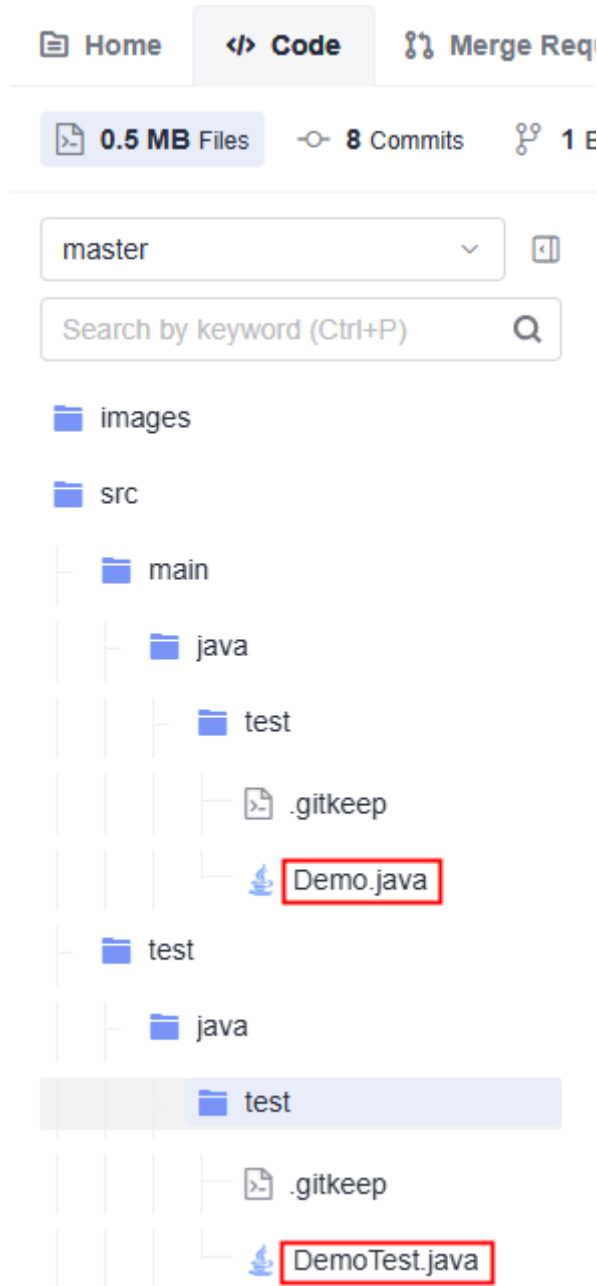 Home </> Code Merge Requ
0.5 MB Files 8 Commits 1 B
master
Search by keyword (Ctrl+P)
images
src
main
java
test
.gitkeep
Demo.java
test
java
test
.gitkeep
DemoTest.java